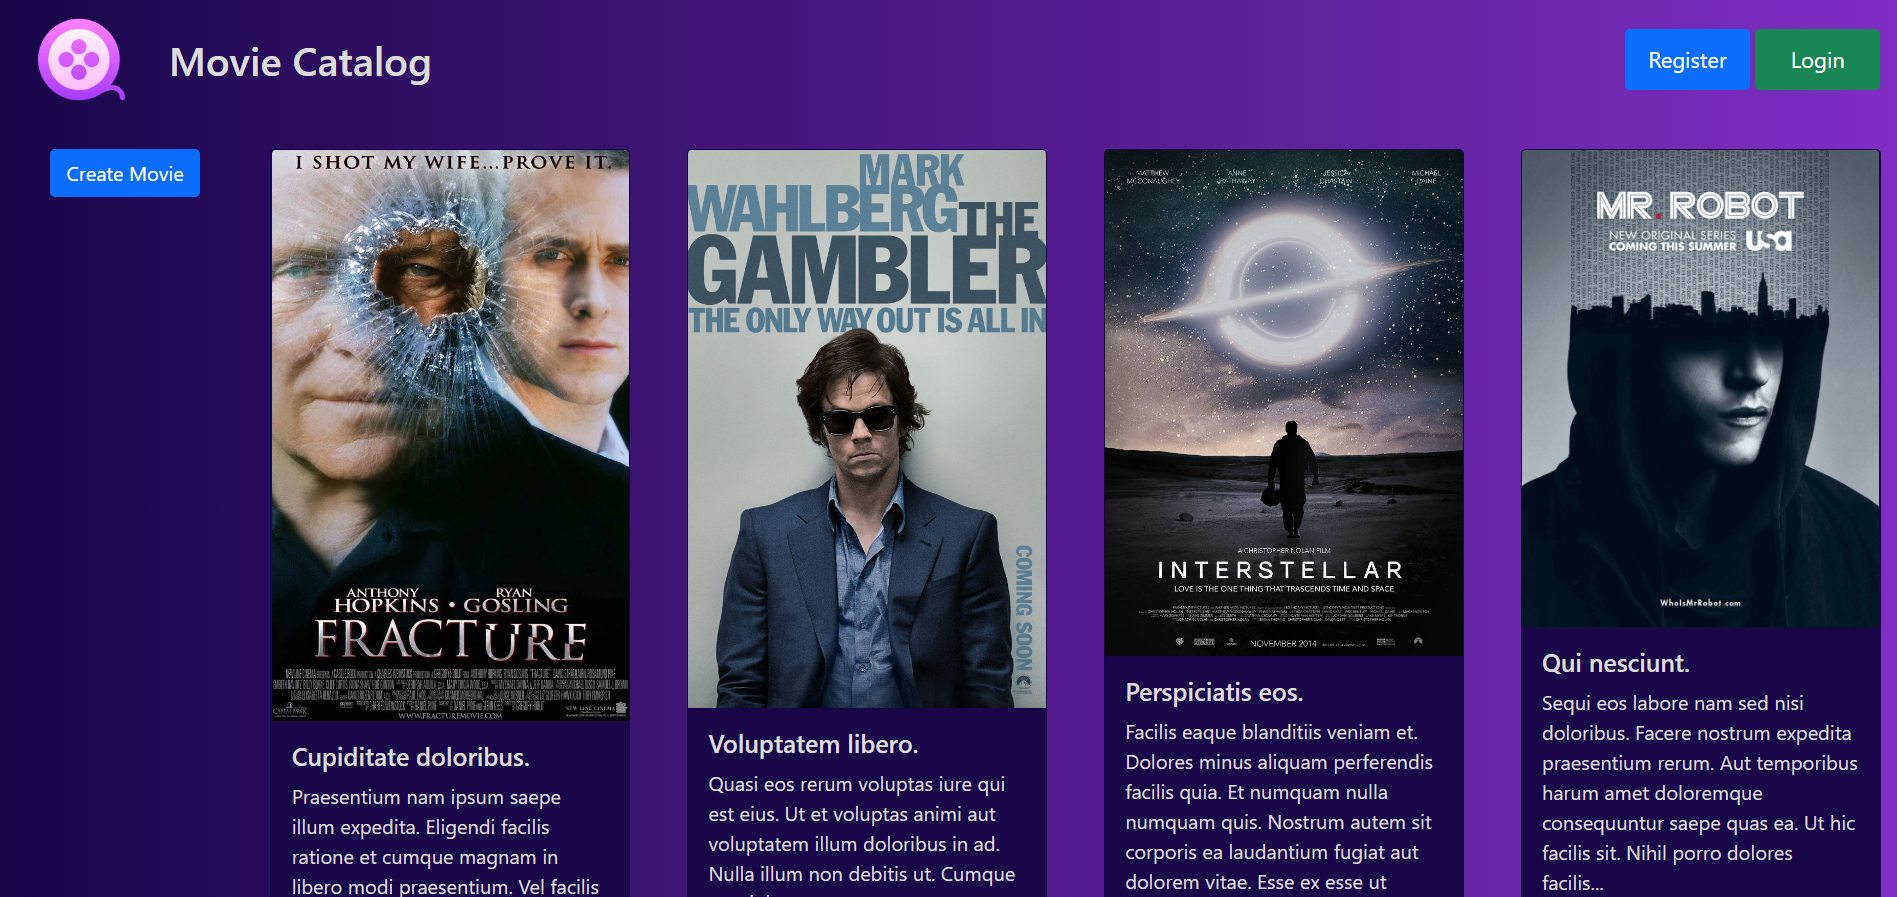 Movie Catalog
Register
Login
Create Movie
I SHOT MY WIFE...PROVE IT.
ANTHONY RYAN
HOPKINS • GOSLING
FRACTURE
WWW.FRACTUREMOVIE.COM
Cupiditate doloribus.
Praesentium nam ipsum saepe
illum expedita. Eligendi facilis
ratione et cumque magnam in
libero modi praesentium. Vel facilis
MARK
WAHLBERG THE
GAMBLER
THE ONLY WAY OUT IS ALL IN
COMING SOON
Voluptatem libero.
Quasi eos rerum voluptas iure qui
est eius. Ut et voluptas animi aut
voluptatem illum doloribus in ad.
Nulla illum non debitis ut. Cumque
MATTHEW ANNE JESSICA MICHAEL
MCCONAUGHEY HATHAWAY CHASTAIN CAINE
A CHRISTOPHER NOLAN FILM
INTERSTELLAR
LOVE IS THE ONE THING THAT TRASCENDS TIME AND SPACE
NOVEMBER 2014
Perspiciatis eos.
Facilis eaque blanditiis veniam et.
Dolores minus aliquam perferendis
facilis quia. Et numquam nulla
numquam quis. Nostrum autem sit
corporis ea laudantium fugiat aut
dolorem vitae. Esse ex esse ut
MR. ROBOT
NEW ORIGINAL SERIES
COMING THIS SUMMER usa
WhoIsMrRobot.com
Qui nesciunt.
Sequi eos labore nam sed nisi
doloribus. Facere nostrum expedita
praesentium rerum. Aut temporibus
harum amet doloremque
consequuntur saepe quas ea. Ut hic
facilis sit. Nihil porro dolores
facilis...